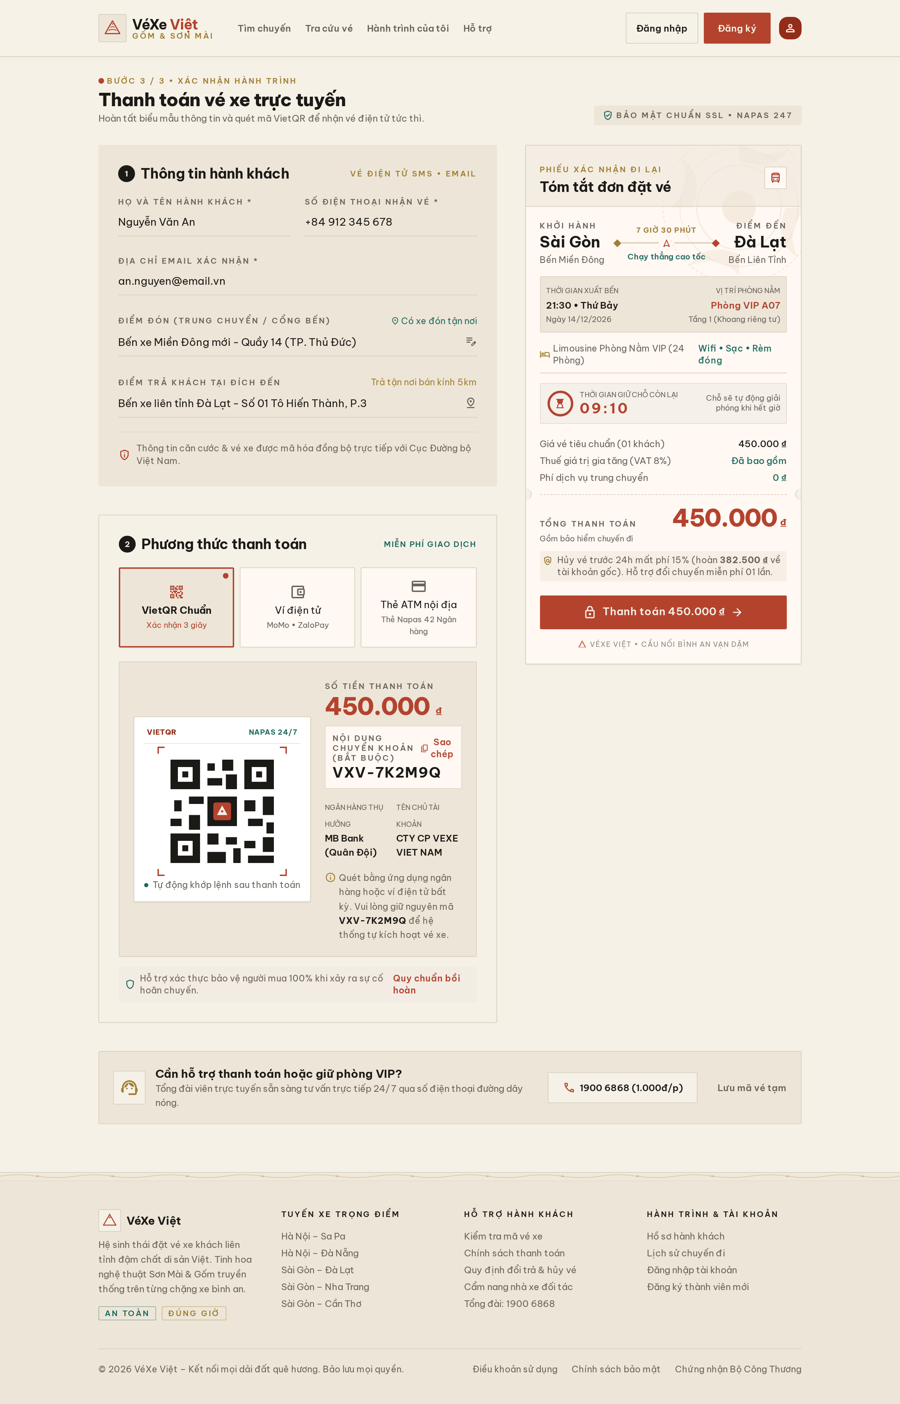 VéXe Việt
GỐM & SƠN MÀI
Tìm chuyến
Tra cứu vé
Hành trình của tôi
Hỗ trợ
Đăng nhập
Đăng ký
BƯỚC 3 / 3 • XÁC NHẬN HÀNH TRÌNH
Thanh toán vé xe trực tuyến
Hoàn tất biểu mẫu thông tin và quét mã VietQR để nhận vé điện tử tức thì.
BẢO MẬT CHUẨN SSL • NAPAS 247
1 Thông tin hành khách
VÉ ĐIỆN TỬ SMS • EMAIL
HỌ VÀ TÊN HÀNH KHÁCH *
Nguyễn Văn An
SỐ ĐIỆN THOẠI NHẬN VÉ *
+84 912 345 678
ĐỊA CHỈ EMAIL XÁC NHẬN *
an.nguyen@email.vn
ĐIỂM ĐÓN (TRUNG CHUYỂN / CỔNG BẾN)
Có xe đón tận nơi
Bến xe Miền Đông mới - Quầy 14 (TP. Thủ Đức)
ĐIỂM TRẢ KHÁCH TẠI ĐÍCH ĐẾN
Trả tận nơi bán kính 5km
Bến xe liên tỉnh Đà Lạt - Số 01 Tô Hiến Thành, P.3
Thông tin căn cước & vé xe được mã hóa đồng bộ trực tiếp với Cục Đường bộ
Việt Nam.
2 Phương thức thanh toán
MIỄN PHÍ GIAO DỊCH
VietQR Chuẩn
Xác nhận 3 giây
Ví điện tử
MoMo • ZaloPay
Thẻ ATM nội địa
Thẻ Napas 42 Ngân
hàng
VIETQR
NAPAS 24/7
Tự động khớp lệnh sau thanh toán
SỐ TIỀN THANH TOÁN
450.000 ₫
NỘI DUNG
CHUYỂN KHOẢN
(BẮT BUỘC)
Sao
chép
VXV-7K2M9Q
NGÂN HÀNG THỤ
HƯỞNG
MB Bank
(Quân Đội)
TÊN CHỦ TÀI
KHOẢN
CTY CP VEXE
VIET NAM
Quét bằng ứng dụng ngân
hàng hoặc ví điện tử bất
kỳ. Vui lòng giữ nguyên mã
VXV-7K2M9Q để hệ
thống tự kích hoạt vé xe.
Hỗ trợ xác thực bảo vệ người mua 100% khi xảy ra sự cố
hoãn chuyến.
Quy chuẩn bồi
hoàn
PHIẾU XÁC NHẬN ĐI LẠI
Tóm tắt đơn đặt vé
KHỞI HÀNH
Sài Gòn
Bến Miền Đông
7 GIỜ 30 PHÚT
Chạy thẳng cao tốc
ĐIỂM ĐẾN
Đà Lạt
Bến Liên Tỉnh
THỜI GIAN XUẤT BẾN
21:30 • Thứ Bảy
Ngày 14/12/2026
VỊ TRÍ PHÒNG NẰM
Phòng VIP A07
Tầng 1 (Khoang riêng tư)
Limousine Phòng Nằm VIP (24
Phòng)
Wifi • Sạc • Rèm
đóng
THỜI GIAN GIỮ CHỖ CÒN LẠI
09:10
Chỗ sẽ tự động giải
phóng khi hết giờ
Giá vé tiêu chuẩn (01 khách)
450.000 ₫
Thuế giá trị gia tăng (VAT 8%)
Đã bao gồm
Phí dịch vụ trung chuyển
0 ₫
TỔNG THANH TOÁN
Gồm bảo hiểm chuyến đi
450.000 ₫
Hủy vé trước 24h mất phí 15% (hoàn 382.500 ₫ về
tài khoản gốc). Hỗ trợ đổi chuyến miễn phí 01 lần.
Thanh toán 450.000 ₫ →
VÉXE VIỆT • CẦU NỐI BÌNH AN VẠN DẶM
Cần hỗ trợ thanh toán hoặc giữ phòng VIP?
Tổng đài viên trực tuyến sẵn sàng tư vấn trực tiếp 24/7 qua số điện thoại đường dây
nóng.
1900 6868 (1.000đ/p)
Lưu mã vé tạm
VéXe Việt
Hệ sinh thái đặt vé xe khách liên
tỉnh đậm chất di sản Việt. Tinh hoa
nghệ thuật Sơn Mài & Gốm truyền
thống trên từng chặng xe bình an.
AN TOÀN
ĐÚNG GIỜ
TUYẾN XE TRỌNG ĐIỂM
Hà Nội – Sa Pa
Hà Nội – Đà Nẵng
Sài Gòn – Đà Lạt
Sài Gòn – Nha Trang
Sài Gòn – Cần Thơ
HỖ TRỢ HÀNH KHÁCH
Kiểm tra mã vé xe
Chính sách thanh toán
Quy định đổi trả & hủy vé
Cẩm nang nhà xe đối tác
Tổng đài: 1900 6868
HÀNH TRÌNH & TÀI KHOẢN
Hồ sơ hành khách
Lịch sử chuyến đi
Đăng nhập tài khoản
Đăng ký thành viên mới
© 2026 VéXe Việt – Kết nối mọi dải đất quê hương. Bảo lưu mọi quyền.
Điều khoản sử dụng
Chính sách bảo mật
Chứng nhận Bộ Công Thương